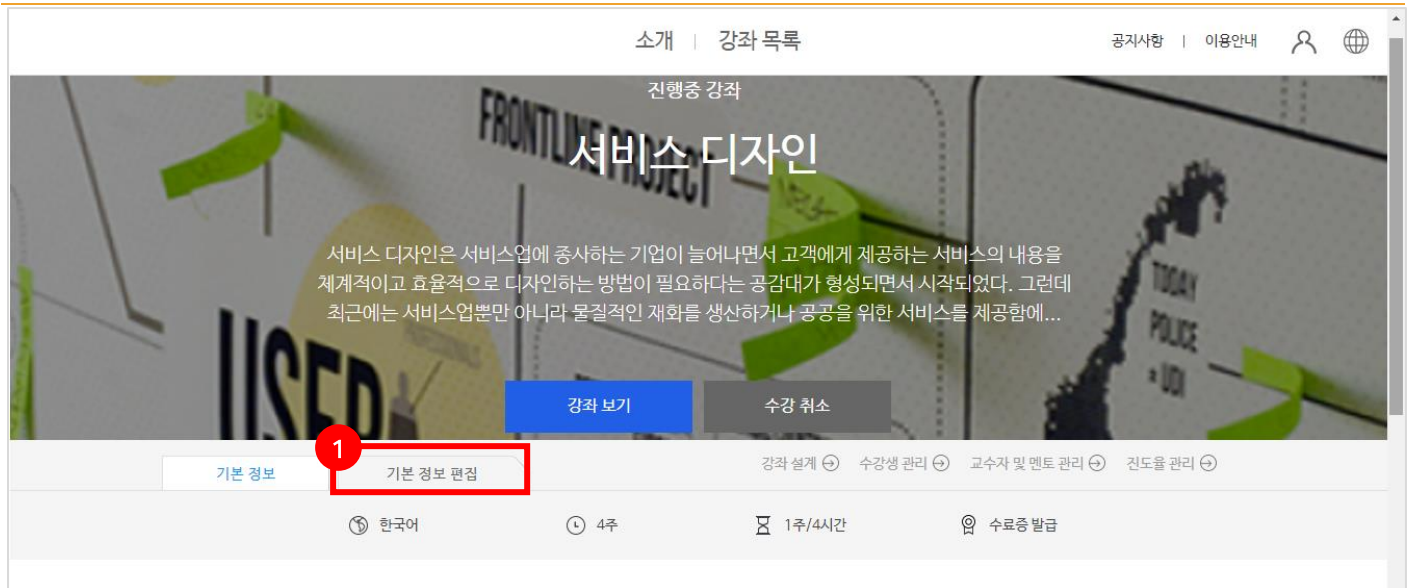 소개 | 강좌 목록 공지사항 | 이용안내
진행중 강좌
FRONTLINE PROJECT
서비스 디자인
서비스 디자인은 서비스업에 종사하는 기업이 늘어나면서 고객에게 제공하는 서비스의 내용을
체계적이고 효율적으로 디자인하는 방법이 필요하다는 공감대가 형성되면서 시작되었다. 그런데
최근에는 서비스업뿐만 아니라 물질적인 재화를 생산하거나 공공을 위한 서비스를 제공함에...
TODAY
POLICE
= UDI
USER
강좌 보기 수강 취소
1
기본 정보 기본 정보 편집 강좌 설계 수강생 관리 교수자 및 멘토 관리 진도율 관리
한국어 4주 1주/4시간 수료증 발급